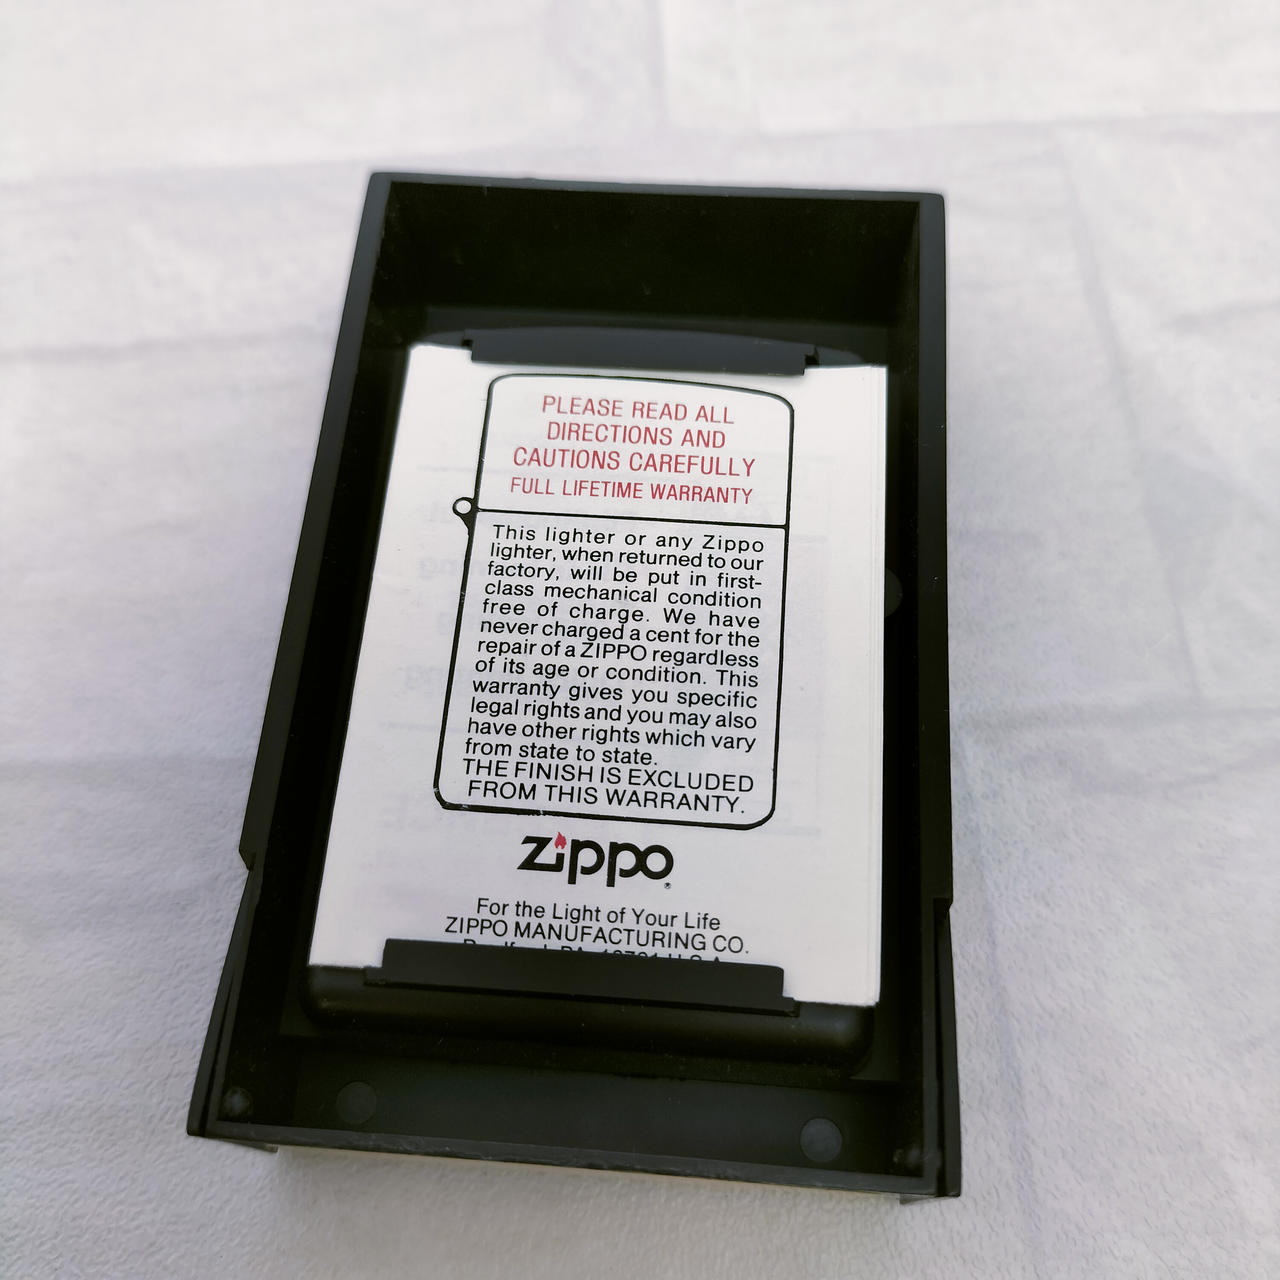 PLEASE READ ALL
DIRECTIONS AND
CAUTIONS CAREFULLY
FULL LIFETIME WARRANTY
This lighter or any Zippo
lighter, when returned to our
factory, will be put in first-
class mechanical condition
free of charge. We have
never charged a cent for the
repair of a ZIPPO regardless
of its age or condition. This
warranty gives you specific
legal rights and you may also
have other rights which vary
from state to state.
THE FINISH IS EXCLUDED
FROM THIS WARRANTY.
Zippo®
For the Light of Your Life
ZIPPO MANUFACTURING CO.